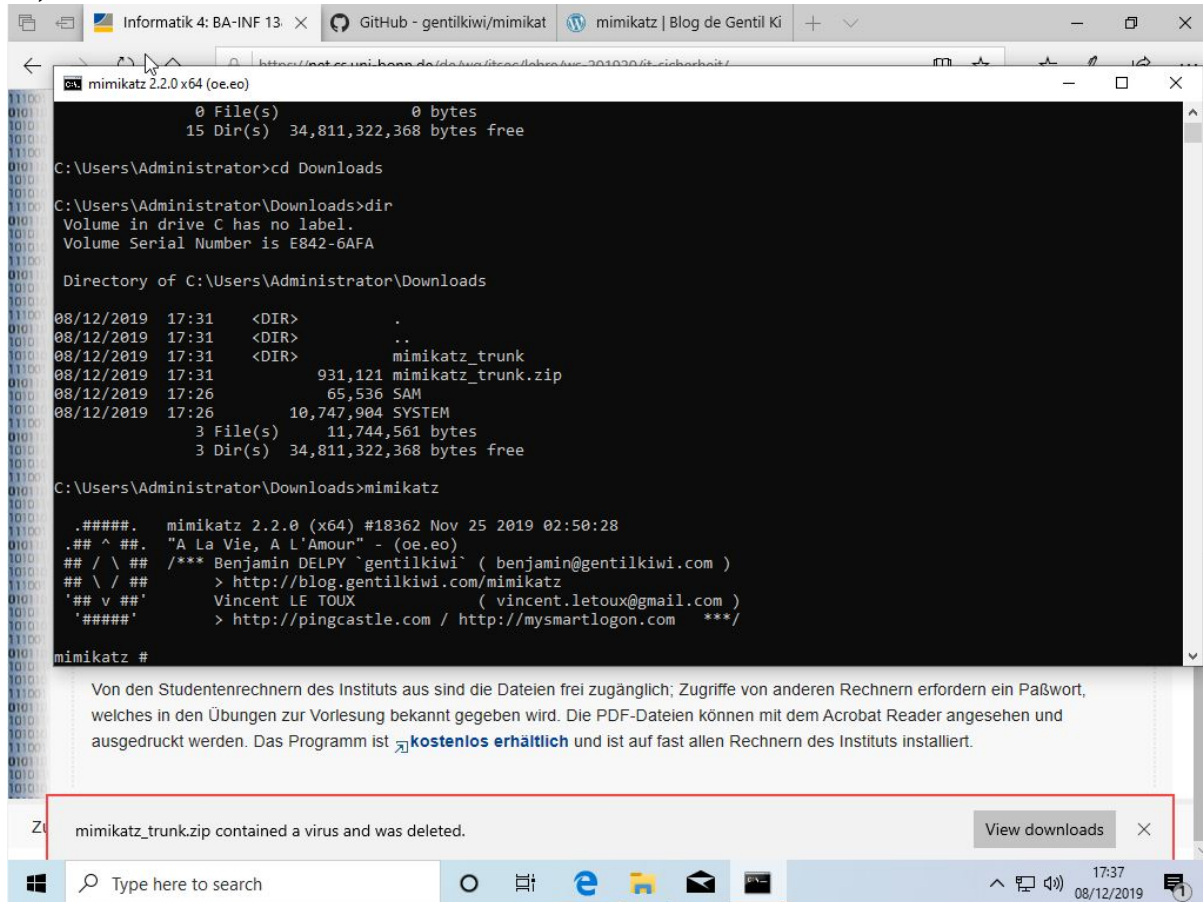 Informatik 4: BA-INF 13
GitHub - gentilkiwi/mimikat
mimikatz | Blog de Gentil Ki
mimikatz 2.2.0 x64 (oe.eo)
0 File(s) 0 bytes
15 Dir(s) 34,811,322,368 bytes free
C:\Users\Administrator>cd Downloads
C:\Users\Administrator\Downloads>dir
Volume in drive C has no label.
Volume Serial Number is E842-6AFA
Directory of C:\Users\Administrator\Downloads
08/12/2019 17:31 <DIR> .
08/12/2019 17:31 <DIR> ..
08/12/2019 17:31 <DIR> mimikatz_trunk
08/12/2019 17:31 931,121 mimikatz_trunk.zip
08/12/2019 17:26 65,536 SAM
08/12/2019 17:26 10,747,904 SYSTEM
3 File(s) 11,744,561 bytes
3 Dir(s) 34,811,322,368 bytes free
C:\Users\Administrator\Downloads>mimikatz
.#####. mimikatz 2.2.0 (x64) #18362 Nov 25 2019 02:50:28
.## ^ ##. "A La Vie, A L'Amour" - (oe.eo)
## / \ ## /*** Benjamin DELPY `gentilkiwi` ( benjamin@gentilkiwi.com )
## \ / ## > http://blog.gentilkiwi.com/mimikatz
'## v ##' Vincent LE TOUX ( vincent.letoux@gmail.com )
'#####' > http://pingcastle.com / http://mysmartlogon.com ***/
mimikatz #
Von den Studentenrechnern des Instituts aus sind die Dateien frei zugänglich; Zugriffe von anderen Rechnern erfordern ein Paßwort,
welches in den Übungen zur Vorlesung bekannt gegeben wird. Die PDF-Dateien können mit dem Acrobat Reader angesehen und
ausgedruckt werden. Das Programm ist kostenlos erhältlich und ist auf fast allen Rechnern des Instituts installiert.
mimikatz_trunk.zip contained a virus and was deleted.
View downloads
Type here to search
17:37
08/12/2019
1